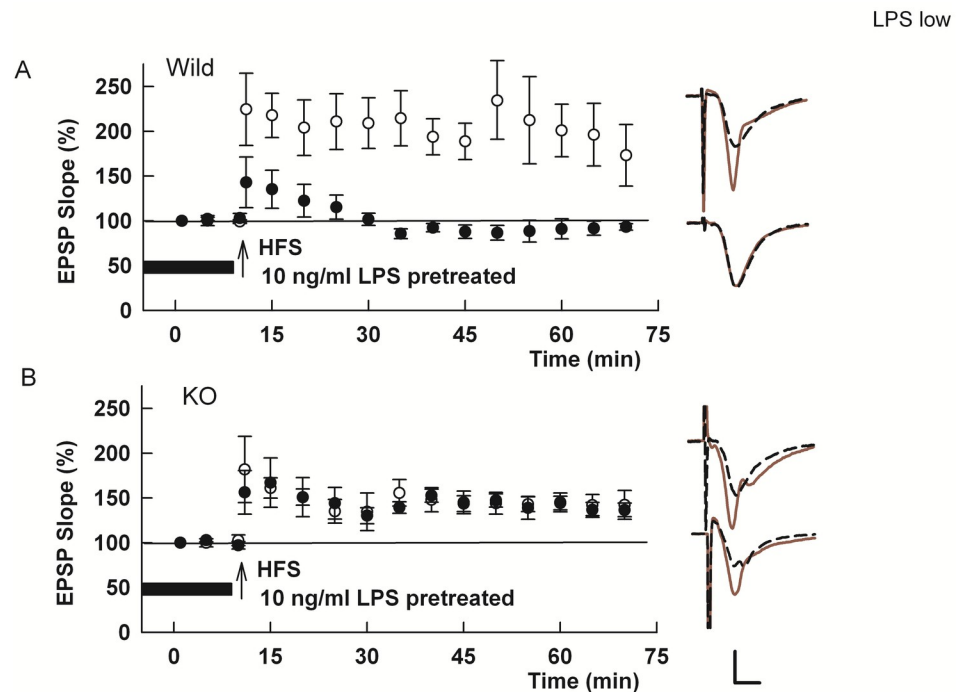 LPS low
A
Wild
250
200
150
100
50
0
EPSP Slope (%)
HFS
10 ng/ml LPS pretreated
0 15 30 45 60 75
Time (min)
B
KO
250
200
150
100
50
0
EPSP Slope (%)
HFS
10 ng/ml LPS pretreated
0 15 30 45 60 75
Time (min)